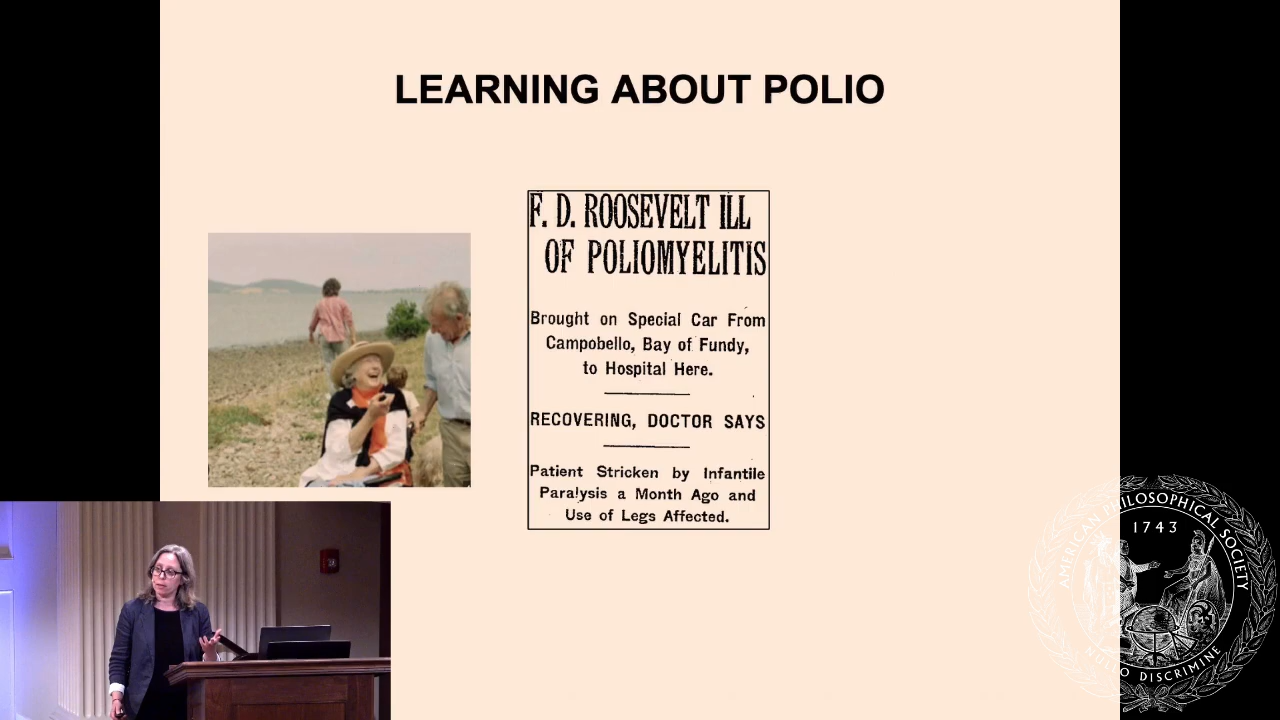 LEARNING ABOUT POLIO
F. D. ROOSEVELT ILL
OF POLIOMYELITIS
Brought on Special Car From
Campobello, Bay of Fundy,
to Hospital Here.
RECOVERING, DOCTOR SAYS
Patient Stricken by Infantile
Paralysis a Month Ago and
Use of Legs Affected.
AMERICAN PHILOSOPHICAL SOCIETY
1743
NULLO DISCRIMINE